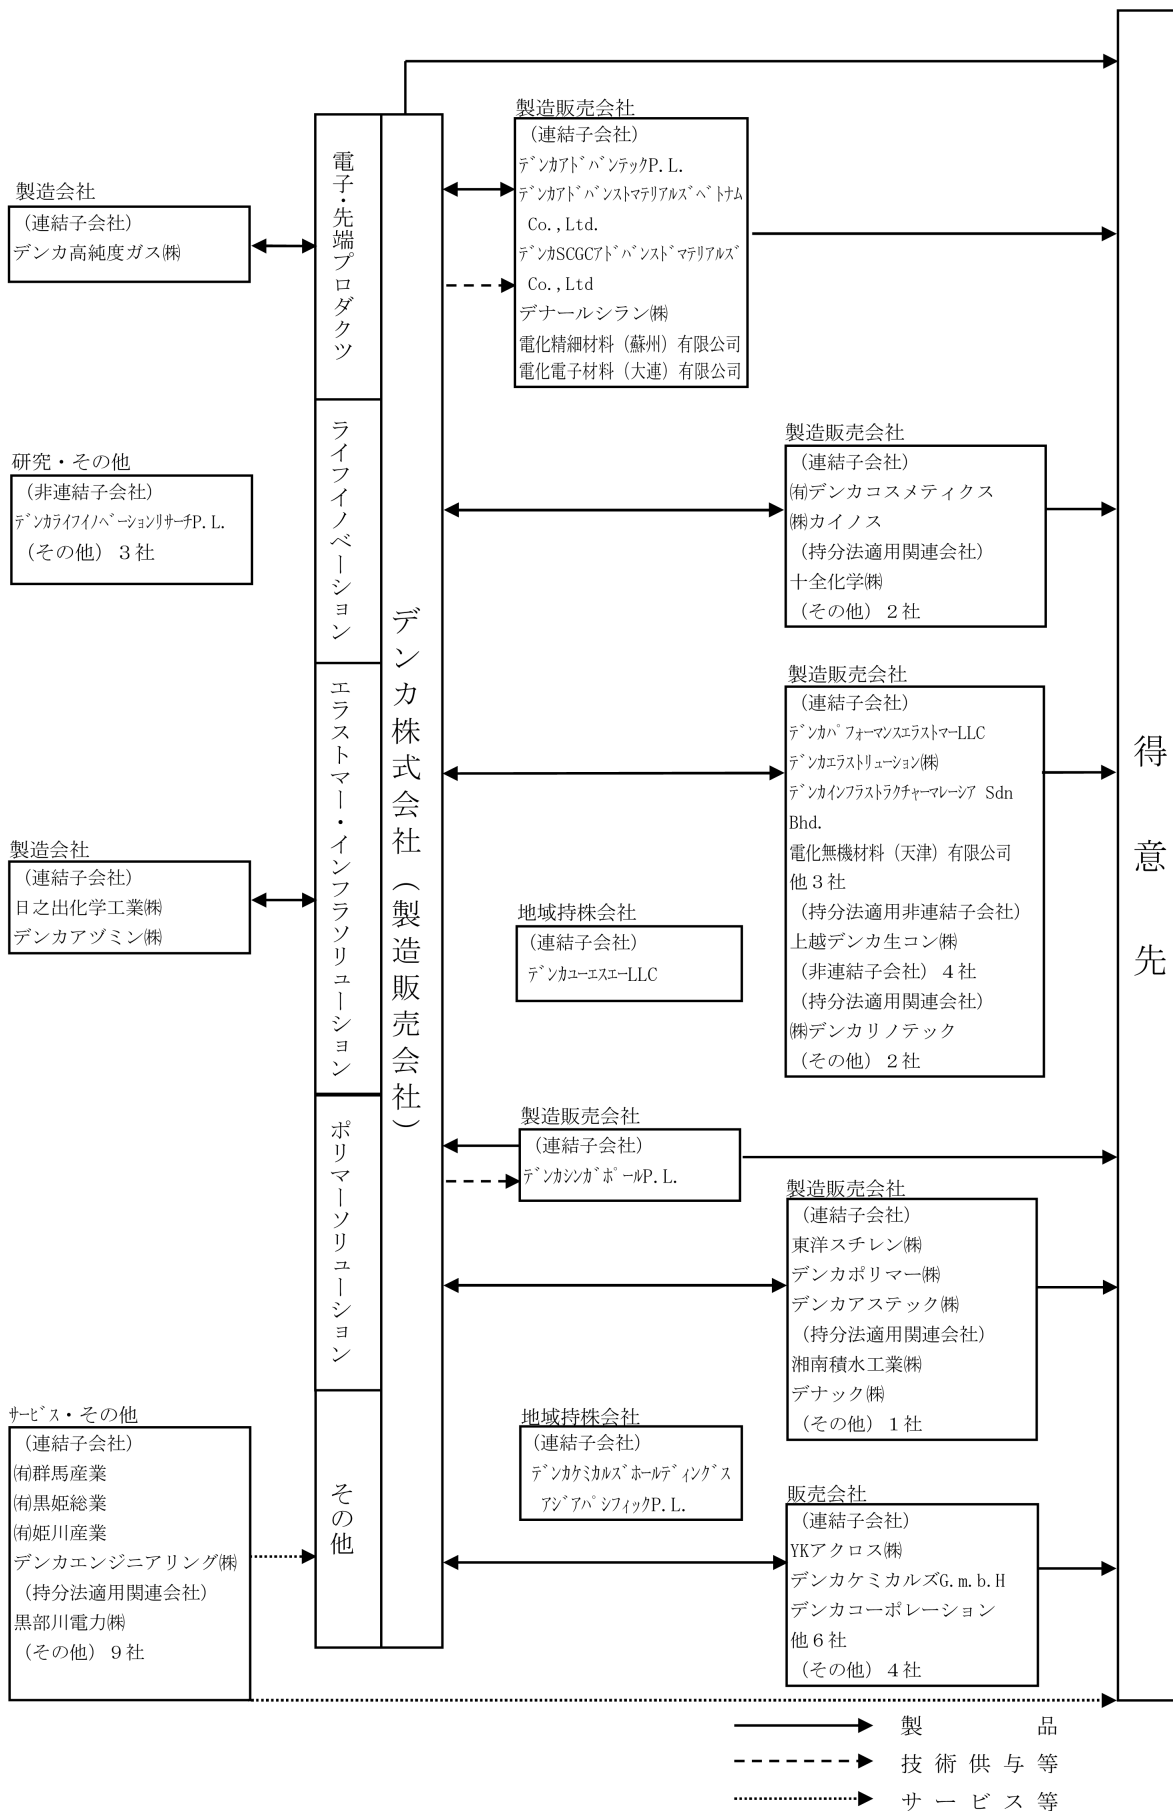 製造会社
（連結子会社）
デンカ高純度ガス㈱
研究・その他
（非連結子会社）
ﾃﾞﾝｶﾗｲﾌｲﾉﾍﾞｰｼｮﾝﾘｻｰﾁP.L.
（その他）３社
製造会社
（連結子会社）
日之出化学工業㈱
デンカアヅミン㈱
ｻｰﾋﾞｽ・その他
（連結子会社）
㈲群馬産業
㈲黒姫総業
㈲姫川産業
デンカエンジニアリング㈱
（持分法適用関連会社）
黒部川電力㈱
（その他）９社
電子・先端プロダクツ
ライフイノベーション
エラストマー・インフラソリューション
ポリマーソリューション
その他
デンカ株式会社（製造販売会社）
製造販売会社
（連結子会社）
ﾃﾞﾝｶｱﾄﾞﾊﾞﾝﾃｯｸP.L.
ﾃﾞﾝｶｱﾄﾞﾊﾞﾝｽﾄﾏﾃﾘｱﾙｽﾞﾍﾞﾄﾅﾑ
Co.,Ltd.
ﾃﾞﾝｶSCGCｱﾄﾞﾊﾞﾝｽﾄﾞﾏﾃﾘｱﾙｽﾞ
Co.,Ltd
デナールシラン㈱
電化精細材料（蘇州）有限公司
電化電子材料（大連）有限公司
製造販売会社
（連結子会社）
㈲デンカコスメティクス
㈱カイノス
（持分法適用関連会社）
十全化学㈱
（その他）２社
製造販売会社
（連結子会社）
ﾃﾞﾝｶﾊﾟﾌｫｰﾏﾝｽｴﾗｽﾄﾏｰLLC
ﾃﾞﾝｶｴﾗｽﾄﾘｭｰｼｮﾝ㈱
ﾃﾞﾝｶｲﾝﾌﾗｽﾄﾗｸﾁｬｰﾏﾚｰｼｱ Sdn
Bhd.
電化無機材料（天津）有限公司
他３社
（持分法適用非連結子会社）
上越デンカ生コン㈱
（非連結子会社）４社
（持分法適用関連会社）
㈱デンカリノテック
（その他）２社
地域持株会社
（連結子会社）
ﾃﾞﾝｶﾕｰｴｽｴｰLLC
製造販売会社
（連結子会社）
ﾃﾞﾝｶｼﾝｶﾞﾎﾟｰﾙP.L.
製造販売会社
（連結子会社）
東洋スチレン㈱
デンカポリマー㈱
デンカアステック㈱
（持分法適用関連会社）
湘南積水工業㈱
デナック㈱
（その他）１社
地域持株会社
（連結子会社）
ﾃﾞﾝｶｹﾐｶﾙｽﾞﾎｰﾙﾃﾞｨﾝｸﾞｽ
ｱｼﾞｱﾊﾟｼﾌｨｯｸP.L.
販売会社
（連結子会社）
YKアクロス㈱
デンカケミカルズG.m.b.H
デンカコーポレーション
他６社
（その他）４社
得意先
製品
技術供与等
サービス等